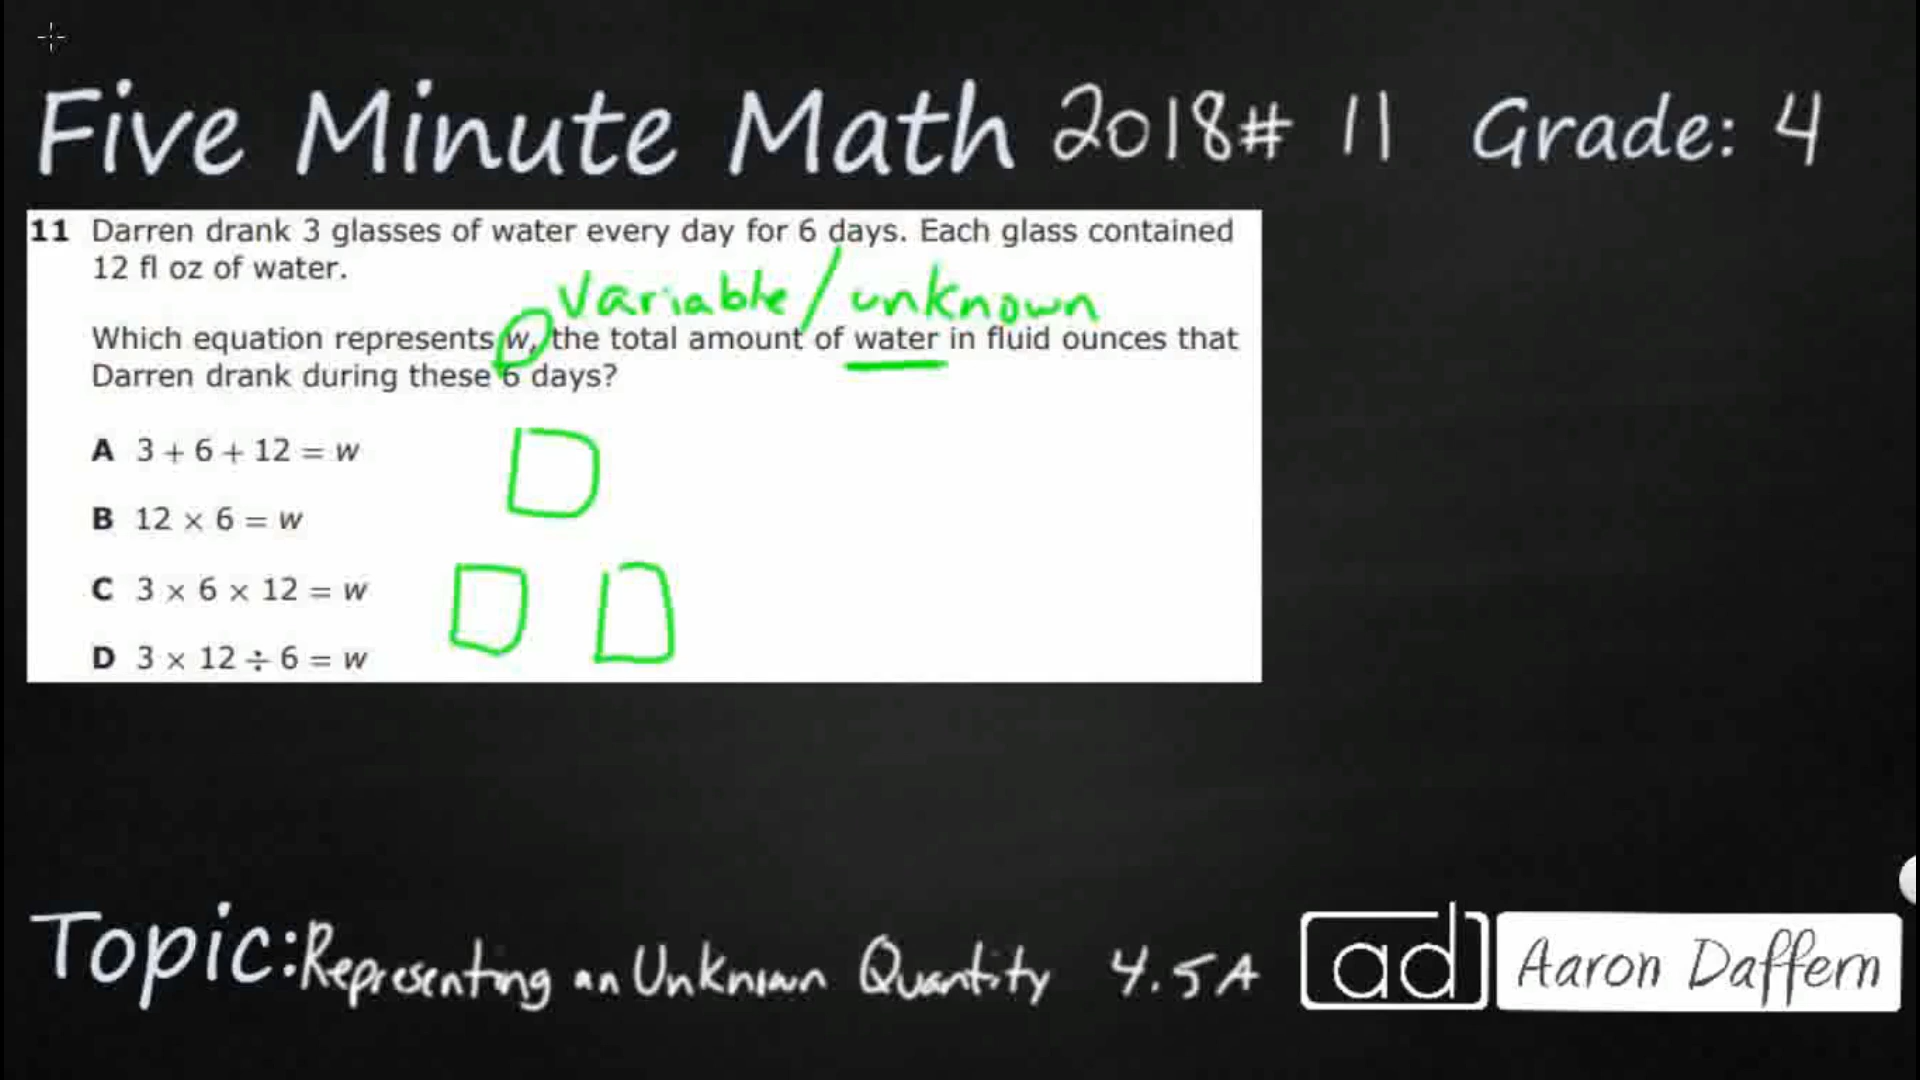 Five Minute Math 2018# 11 Grade: 4
11 Darren drank 3 glasses of water every day for 6 days. Each glass contained
12 fl oz of water.
variable/unknown
Which equation represents w, the total amount of water in fluid ounces that
Darren drank during these 6 days?
A 3 + 6 + 12 = w
B 12 × 6 = w
C 3 × 6 × 12 = w
D 3 × 12 ÷ 6 = w
Topic: Representing an Unknown Quantity 4.5A
ad Aaron Daffern